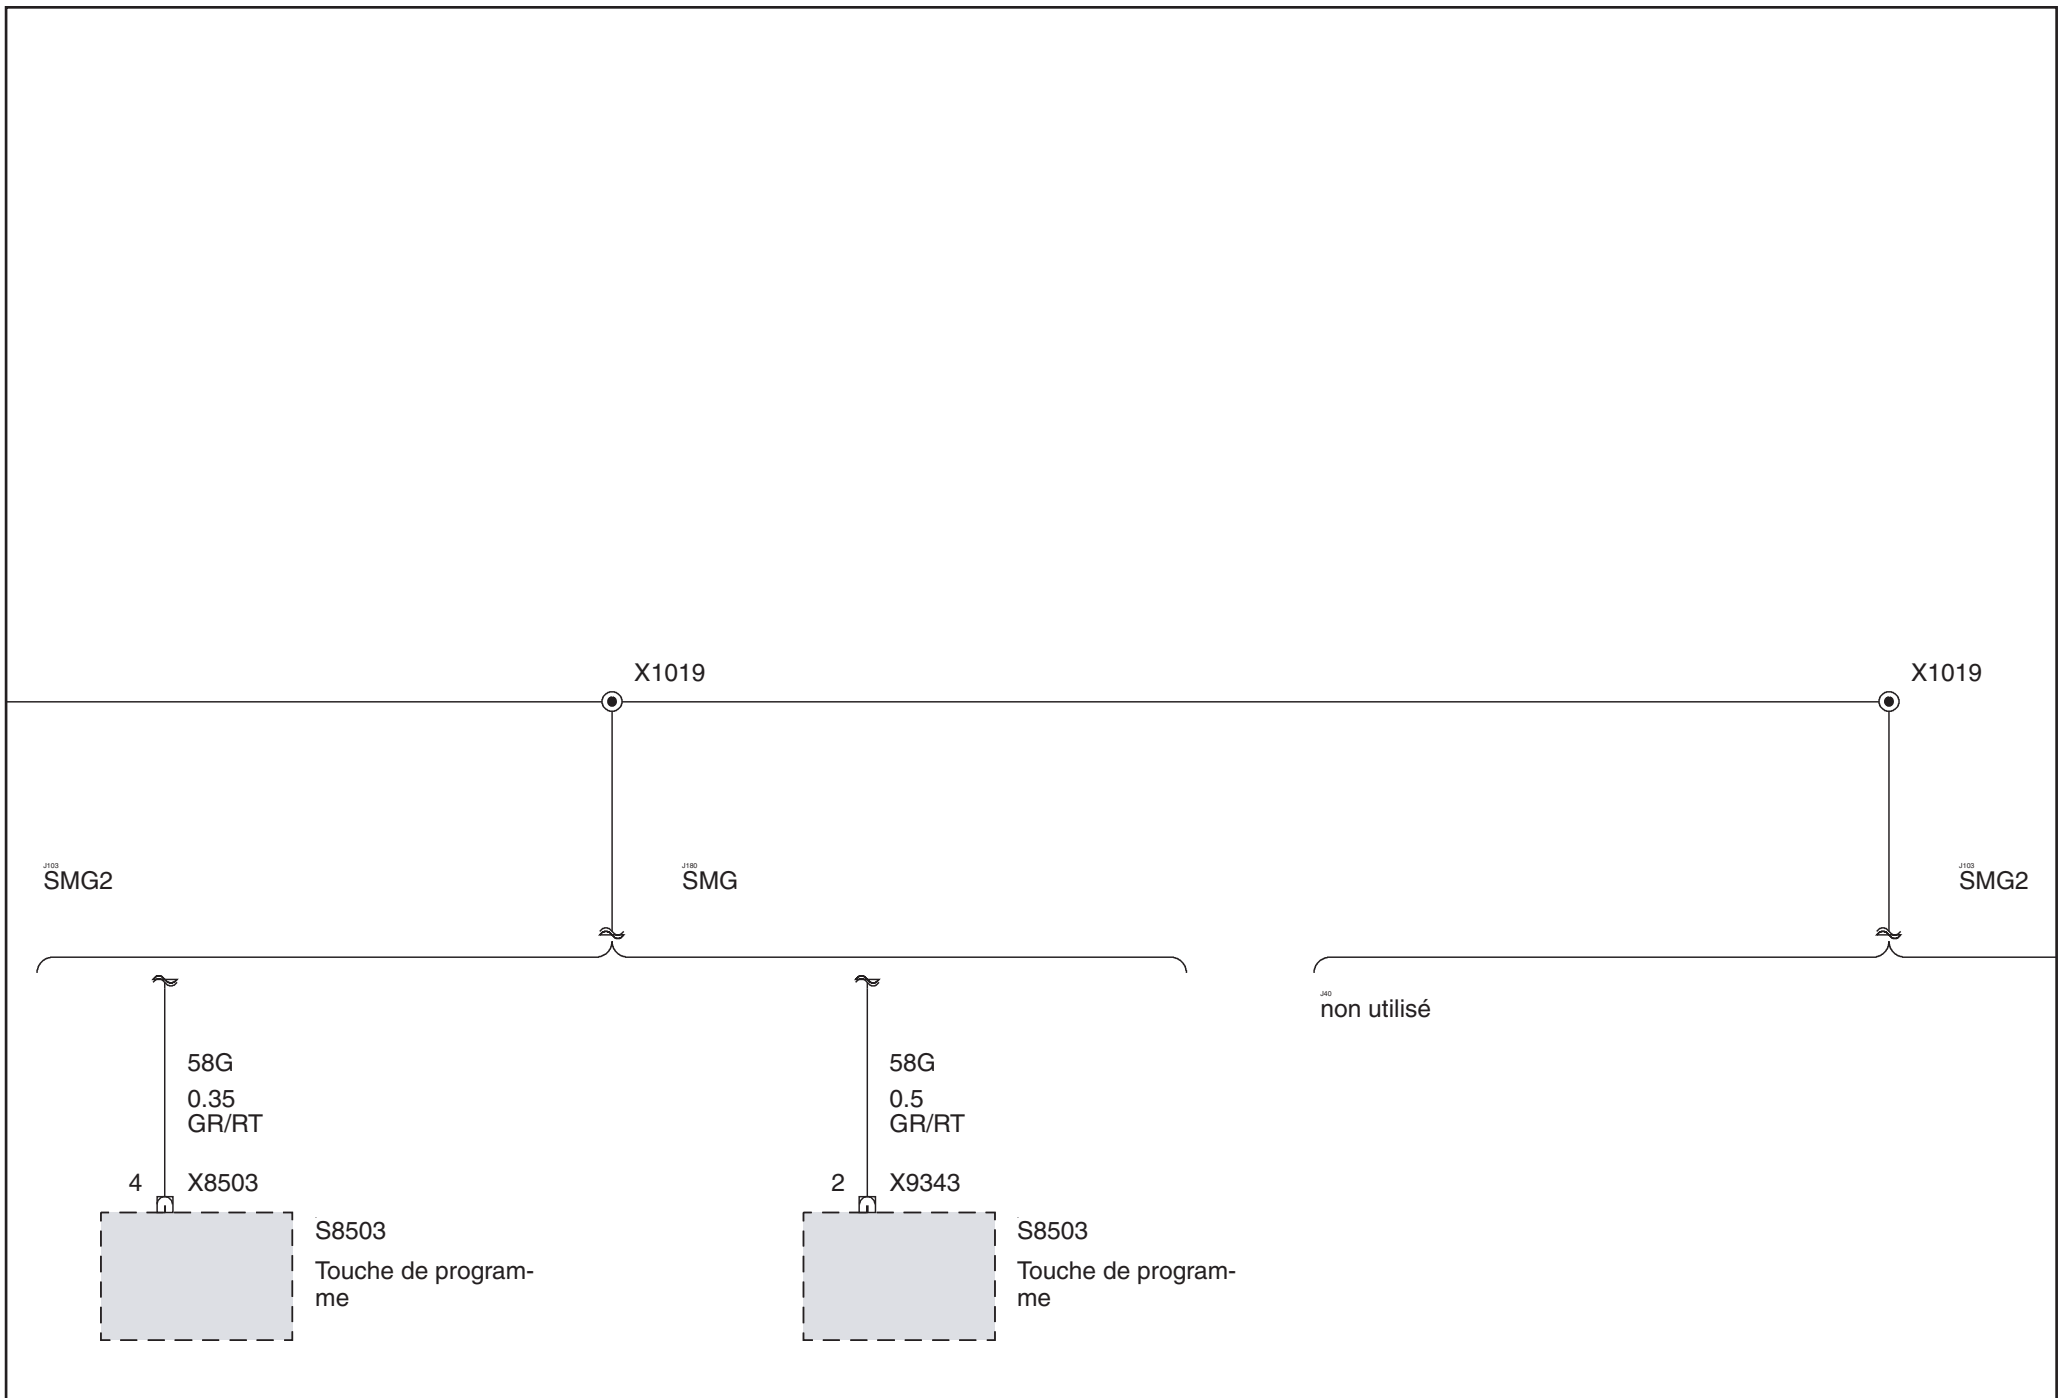 X1019
X1019
J103
SMG2
J180
SMG
J103
SMG2
J40
non utilisé
58G
0.35
GR/RT
4
X8503
S8503
Touche de program-
me
58G
0.5
GR/RT
2
X9343
S8503
Touche de program-
me